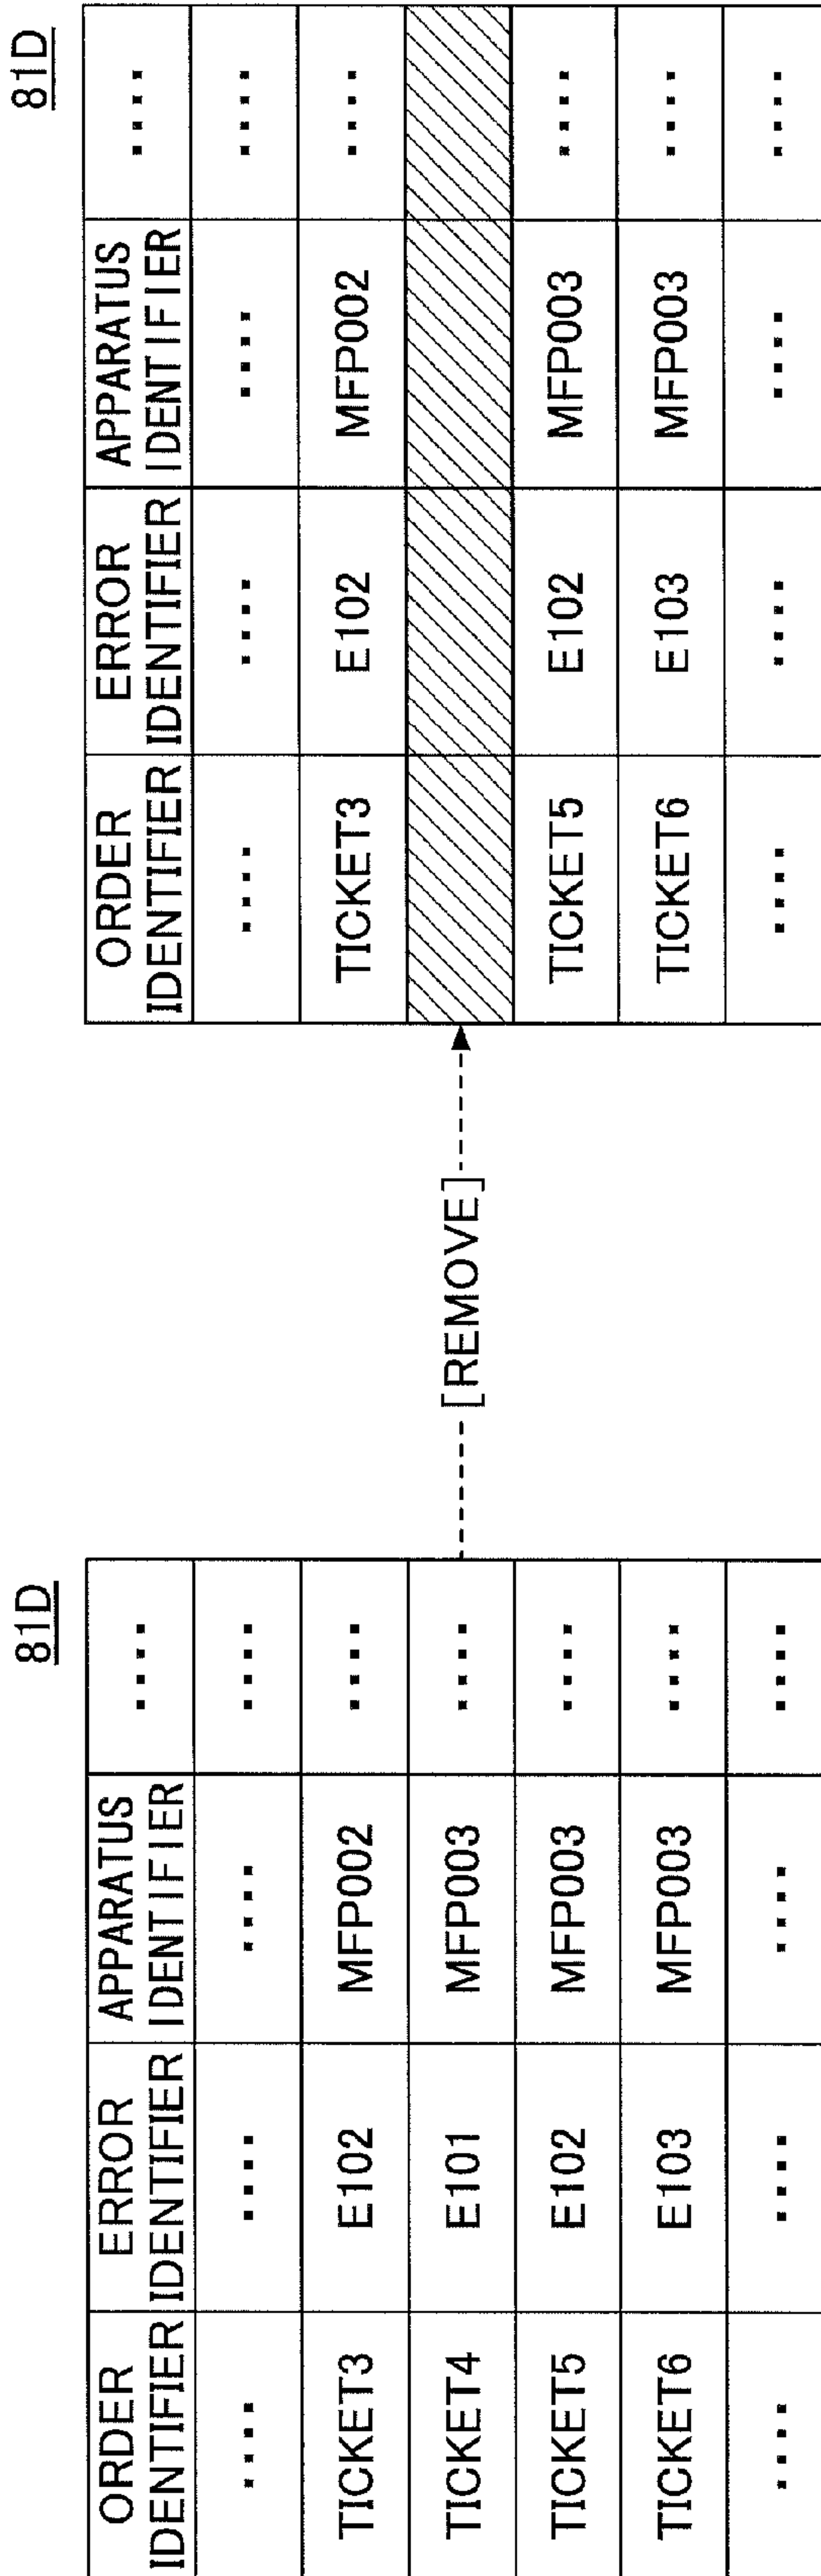 81D
ORDER IDENTIFIER ERROR IDENTIFIER APPARATUS IDENTIFIER ....
.... .... .... ....
TICKET3 E102 MFP002 ....
TICKET4 E101 MFP003 ....
TICKET5 E102 MFP003 ....
TICKET6 E103 MFP003 ....
.... .... .... ....
[REMOVE]
81D
ORDER IDENTIFIER ERROR IDENTIFIER APPARATUS IDENTIFIER ....
.... .... .... ....
TICKET3 E102 MFP002 ....
TICKET5 E102 MFP003 ....
TICKET6 E103 MFP003 ....
.... .... .... ....